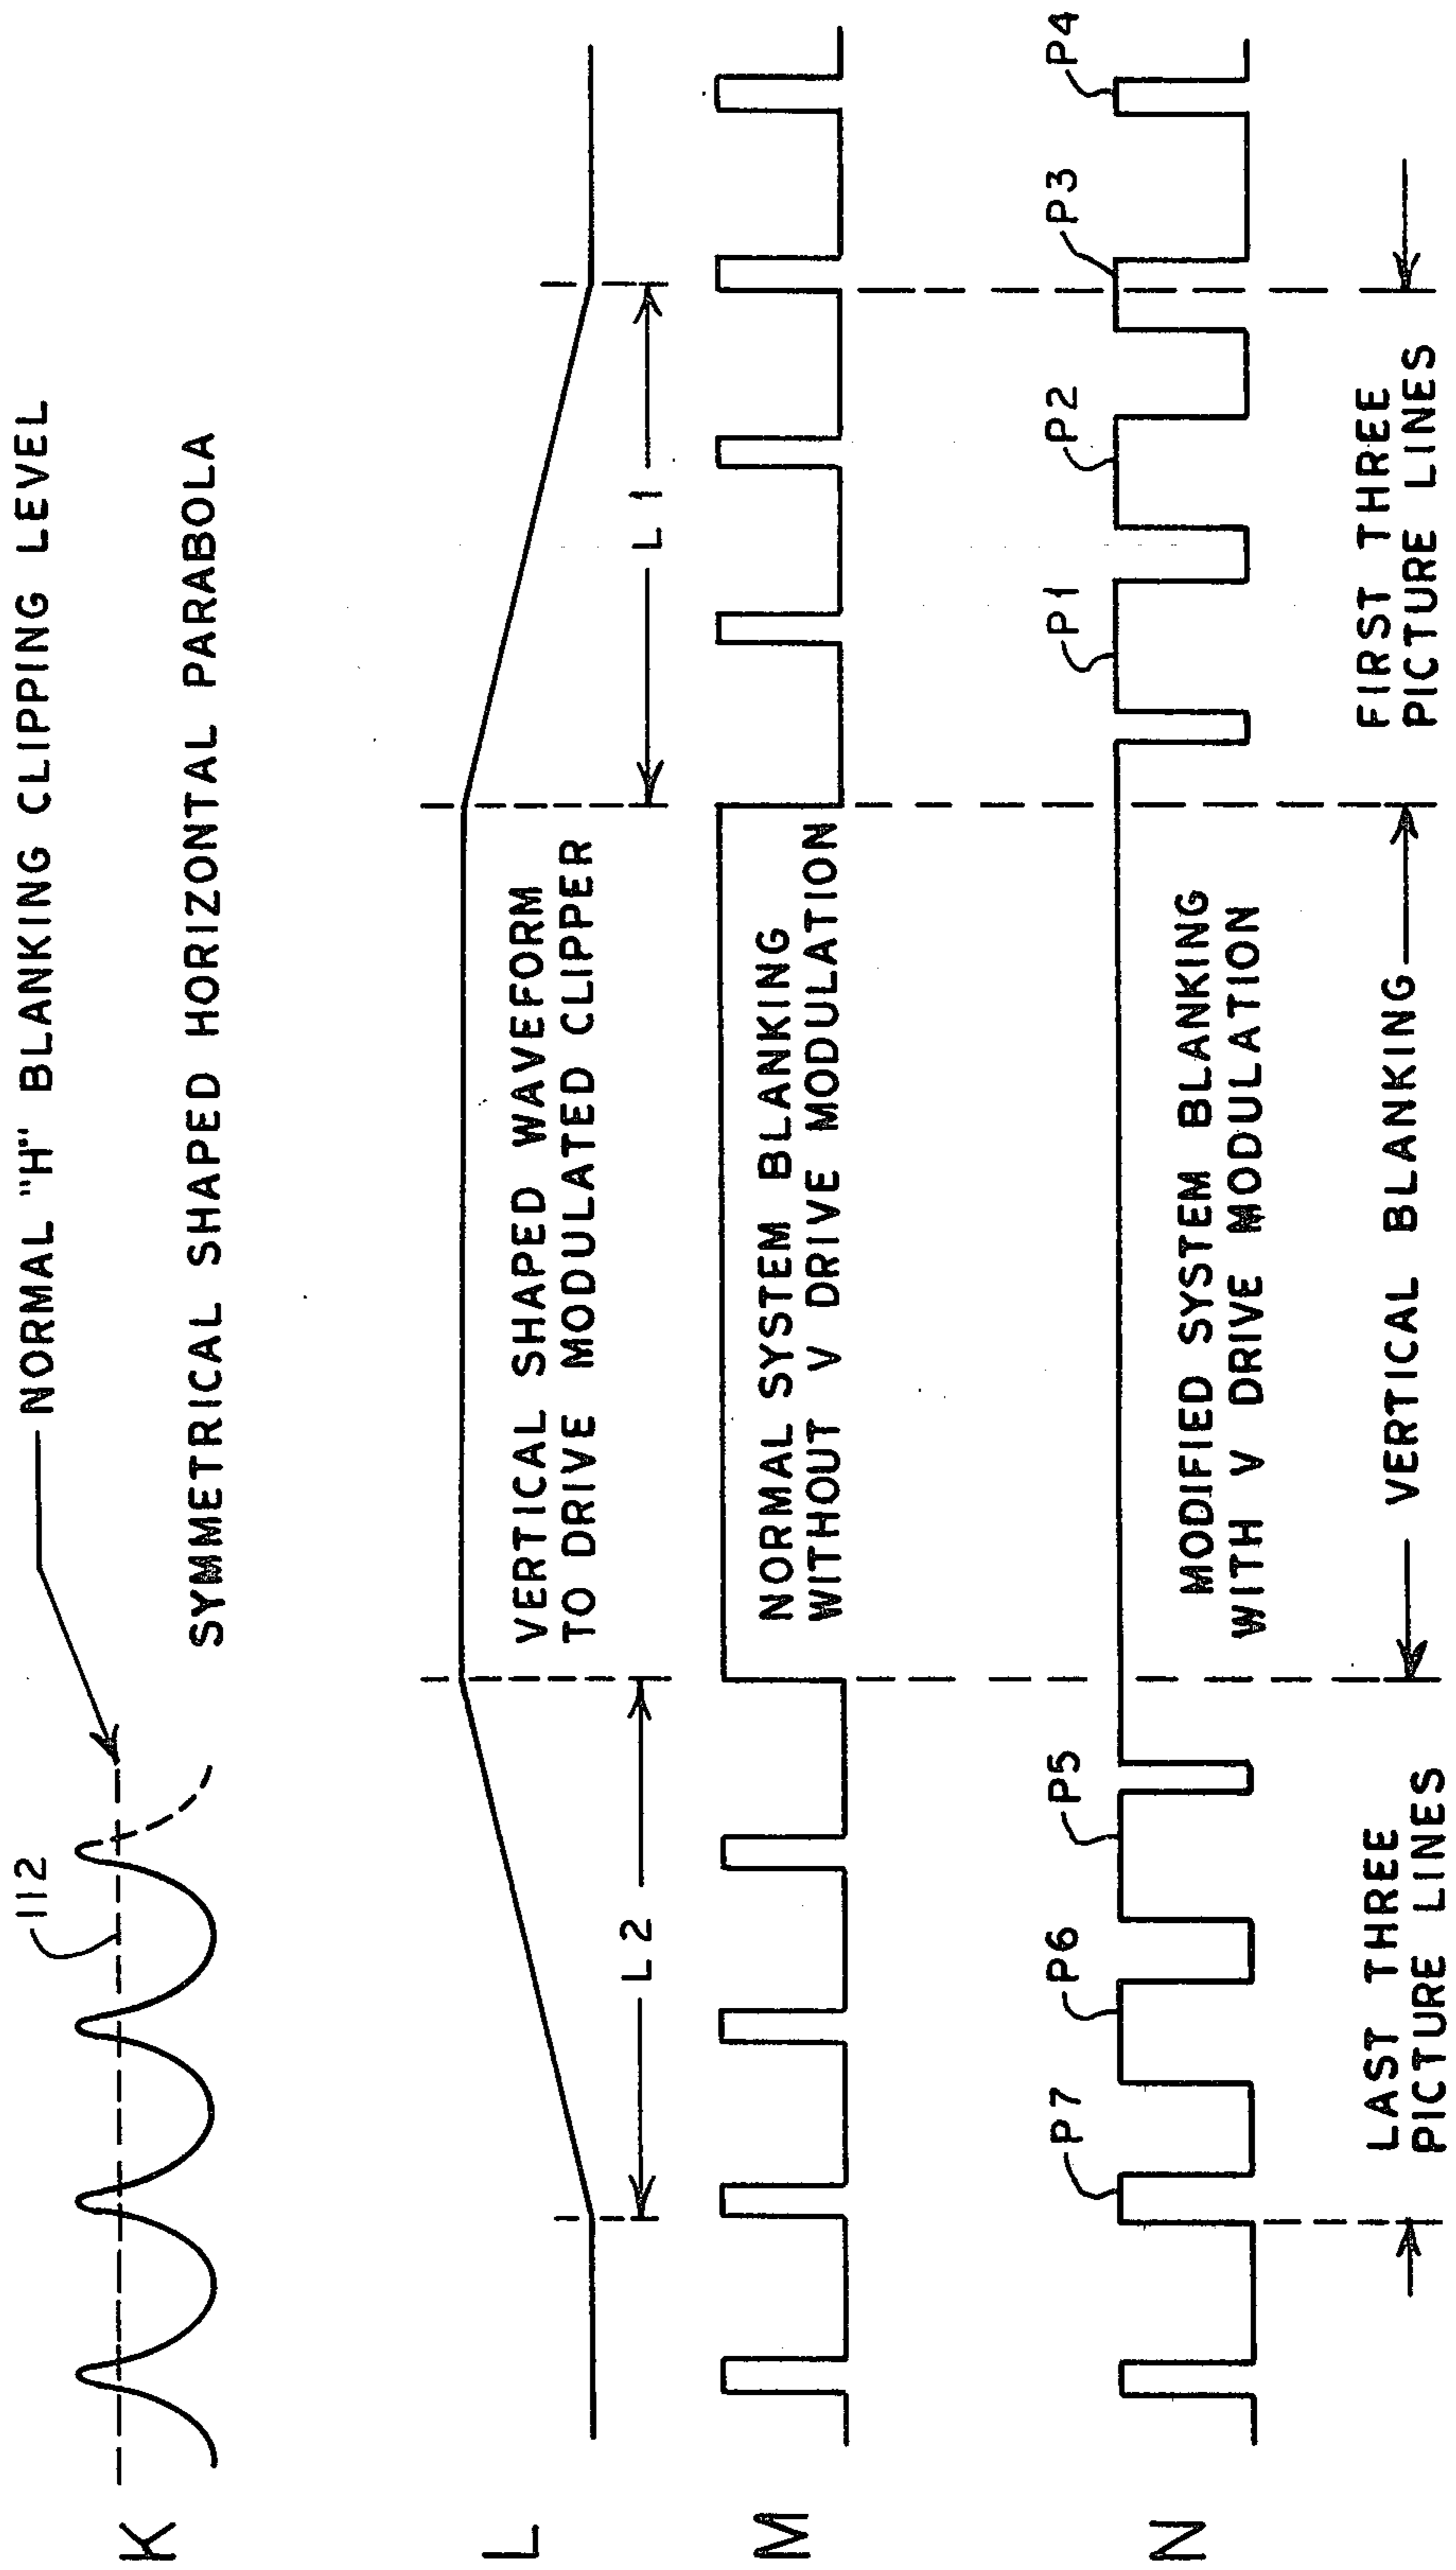 NORMAL "H" BLANKING CLIPPING LEVEL
112
K
SYMMETRICAL SHAPED HORIZONTAL PARABOLA
L
VERTICAL SHAPED WAVEFORM
TO DRIVE MODULATED CLIPPER
L 2
L 1
M
NORMAL SYSTEM BLANKING
WITHOUT V DRIVE MODULATION
N
P7
P6
P5
P1
P2
P3
P4
MODIFIED SYSTEM BLANKING
WITH V DRIVE MODULATION
LAST THREE
PICTURE LINES
VERTICAL BLANKING
FIRST THREE
PICTURE LINES